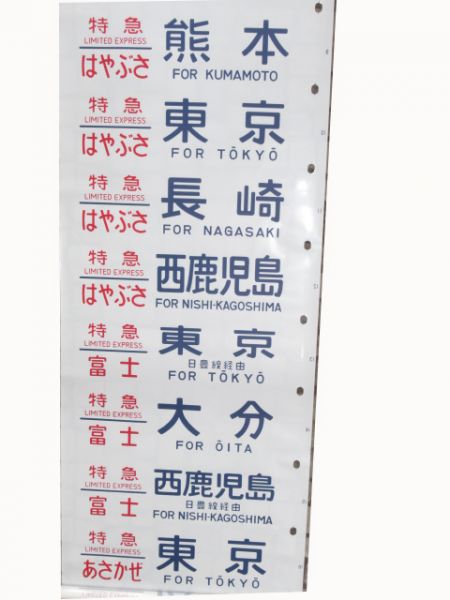 特急 熊本
LIMITED EXPRESS
はやぶさ FOR KUMAMOTO
特急 東京
LIMITED EXPRESS
はやぶさ FOR TŌKYŌ
特急 長崎
LIMITED EXPRESS
はやぶさ FOR NAGASAKI
特急 西鹿児島
LIMITED EXPRESS
はやぶさ FOR NISHI-KAGOSHIMA
特急 東京
LIMITED EXPRESS
日豊線経由
富士 FOR TŌKYŌ
特急 大分
LIMITED EXPRESS
富士 FOR ŌITA
特急 西鹿児島
LIMITED EXPRESS
日豊線経由
富士 FOR NISHI-KAGOSHIMA
特急 東京
LIMITED EXPRESS
あさかぜ FOR TŌKYŌ